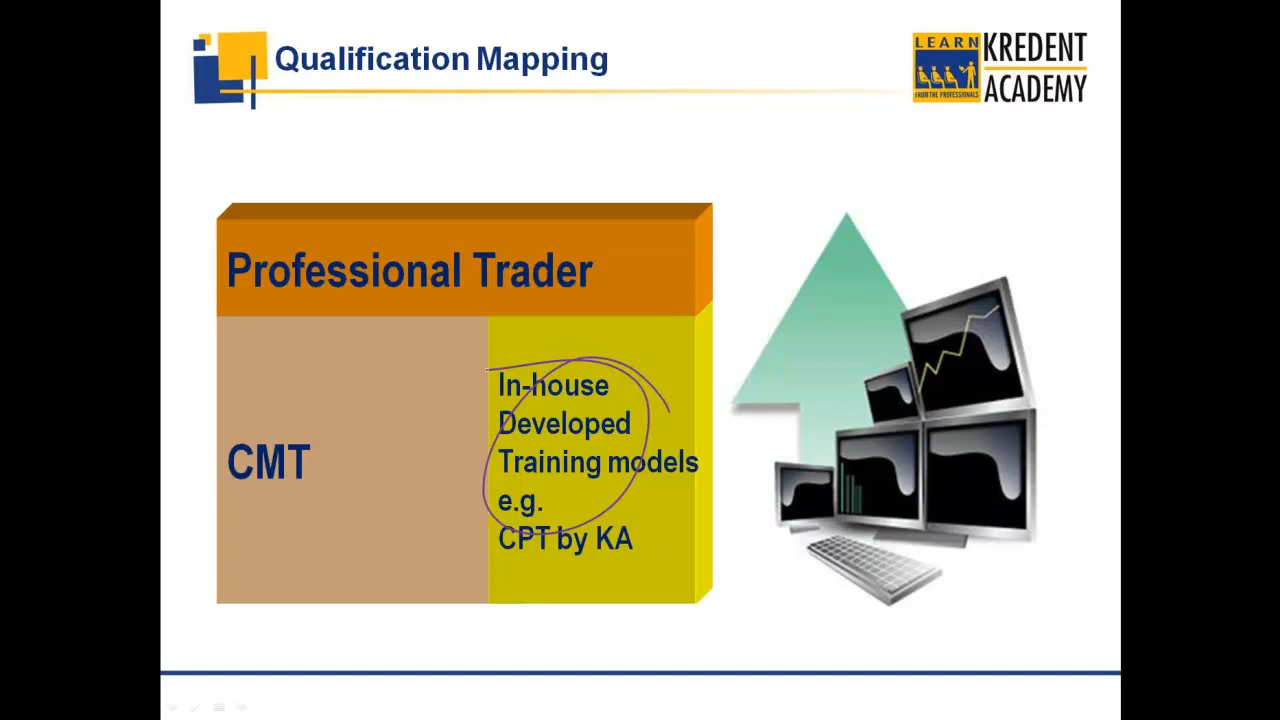 Qualification Mapping
LEARN
FROM THE PROFESSIONALS
KREDENT
ACADEMY
Professional Trader
CMT
In-house
Developed
Training models
e.g.
CPT by KA